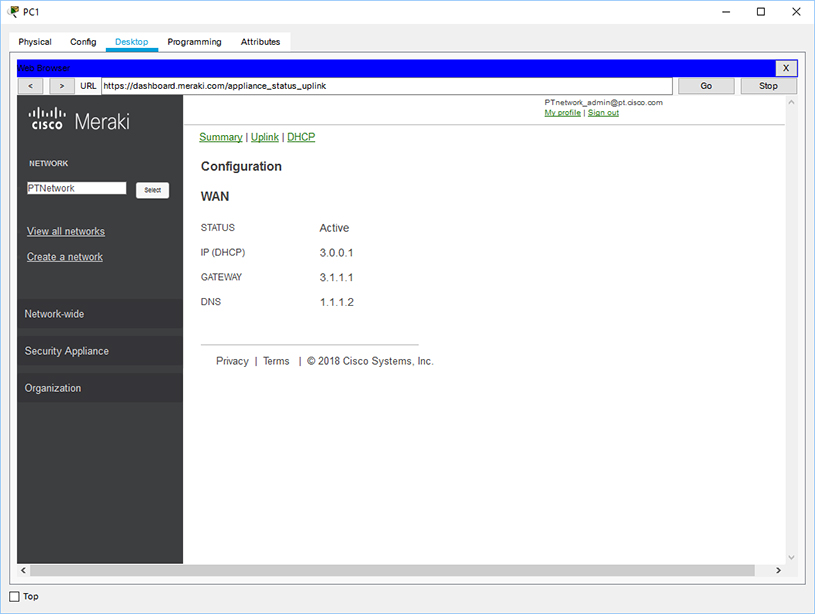 PC1
Physical Config Desktop Programming Attributes
Web Browser X
< > URL https://dashboard.meraki.com/appliance_status_uplink Go Stop
PTnetwork_admin@pt.cisco.com
My profile | Sign out
CISCO Meraki
Summary | Uplink | DHCP
NETWORK
PTNetwork Select
View all networks
Create a network
Network-wide
Security Appliance
Organization
Configuration
WAN
STATUS Active
IP (DHCP) 3.0.0.1
GATEWAY 3.1.1.1
DNS 1.1.1.2
Privacy | Terms | © 2018 Cisco Systems, Inc.
Top